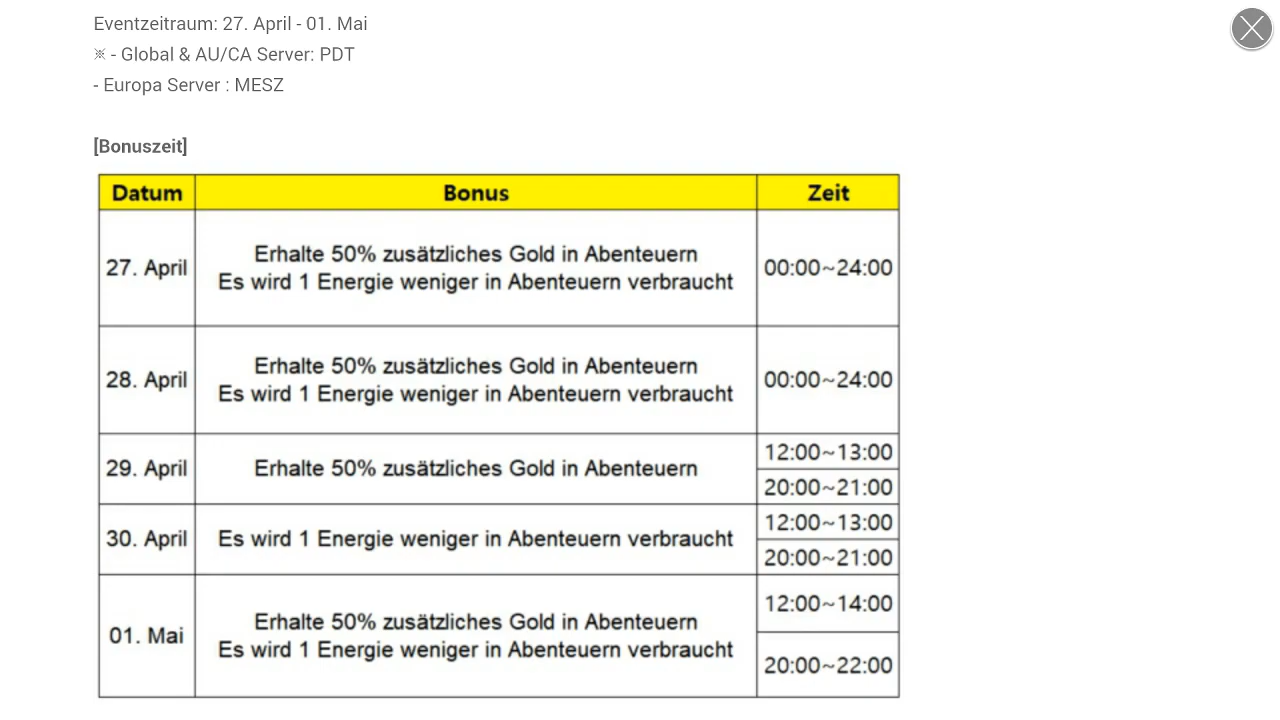 Eventzeitraum: 27. April - 01. Mai
※ - Global & AU/CA Server: PDT
- Europa Server : MESZ
[Bonuszeit]
Datum Bonus Zeit
27. April Erhalte 50% zusätzliches Gold in Abenteuern
Es wird 1 Energie weniger in Abenteuern verbraucht 00:00~24:00
28. April Erhalte 50% zusätzliches Gold in Abenteuern
Es wird 1 Energie weniger in Abenteuern verbraucht 00:00~24:00
29. April Erhalte 50% zusätzliches Gold in Abenteuern 12:00~13:00
20:00~21:00
30. April Es wird 1 Energie weniger in Abenteuern verbraucht 12:00~13:00
20:00~21:00
01. Mai Erhalte 50% zusätzliches Gold in Abenteuern
Es wird 1 Energie weniger in Abenteuern verbraucht 12:00~14:00
20:00~22:00